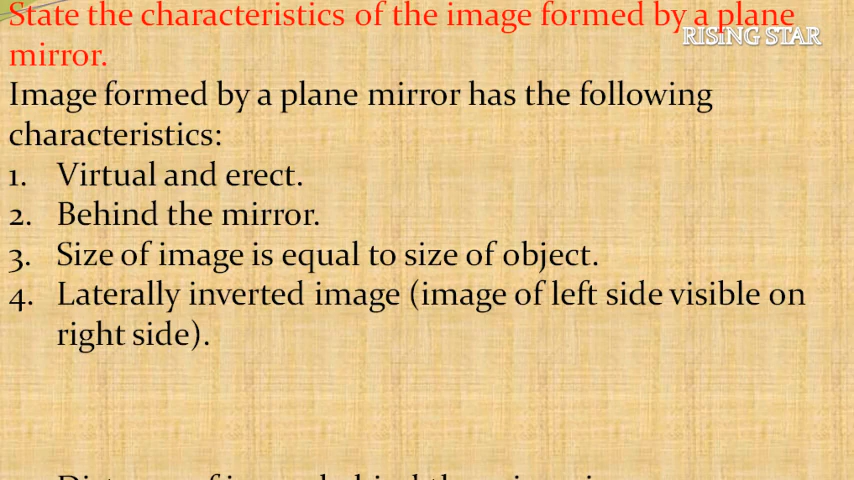 State the characteristics of the image formed by a plane
RISING STAR
mirror.
Image formed by a plane mirror has the following
characteristics:
1. Virtual and erect.
2. Behind the mirror.
3. Size of image is equal to size of object.
4. Laterally inverted image (image of left side visible on
right side).